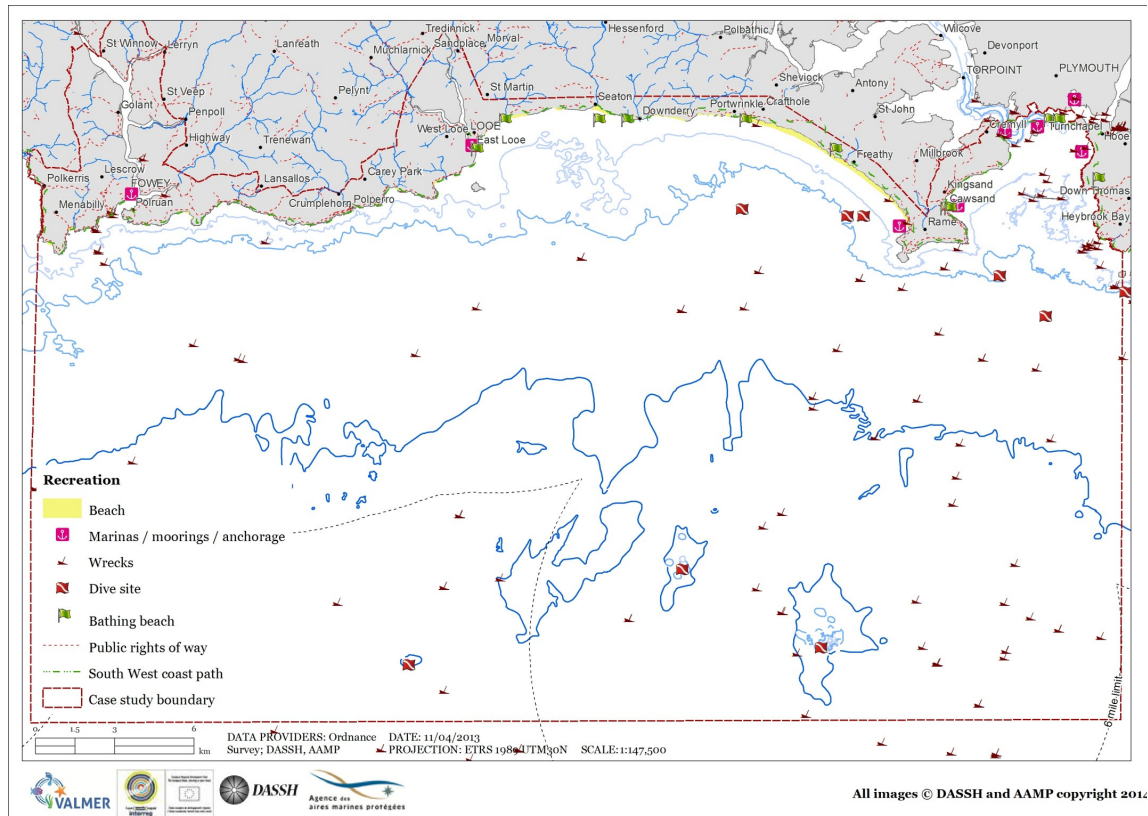 Hessenford
Wilcove
Tredinnick
Morval
Polbathic
St Winnow
Lerryn
Lanreath
Muchlarnick
Sandplace
Devonport
TORPOINT
PLYMOUTH
Sheviock
Antony
St Veep
Golant
Penpoll
Pelynt
St Martin
Seaton
Downderry
Portwrinkle
Crafthole
St John
Highway
Trenewan
West Looe
LOOE
East Looe
Cremyll
Turnchapel
Hooe
Freathy
Millbrook
Polkerris
Lescrow
FOWEY
Lansallos
Carey Park
Kingsand
Cawsand
Down Thomas
Menabilly
Polruan
Crumplehorn
Polperro
Rame
Heybrook Bay
Recreation
Beach
Marinas / moorings / anchorage
Wrecks
Dive site
Bathing beach
Public rights of way
South West coast path
Case study boundary
6 mile limit
0 1.5 3 6
km
DATA PROVIDERS: Ordnance DATE: 11/04/2013
Survey; DASSH, AAMP PROJECTION: ETRS 1989 UTM30N SCALE: 1:147,500
VALMER
interreg
DASSH
Agence des
aires marines protégées
All images © DASSH and AAMP copyright 2014